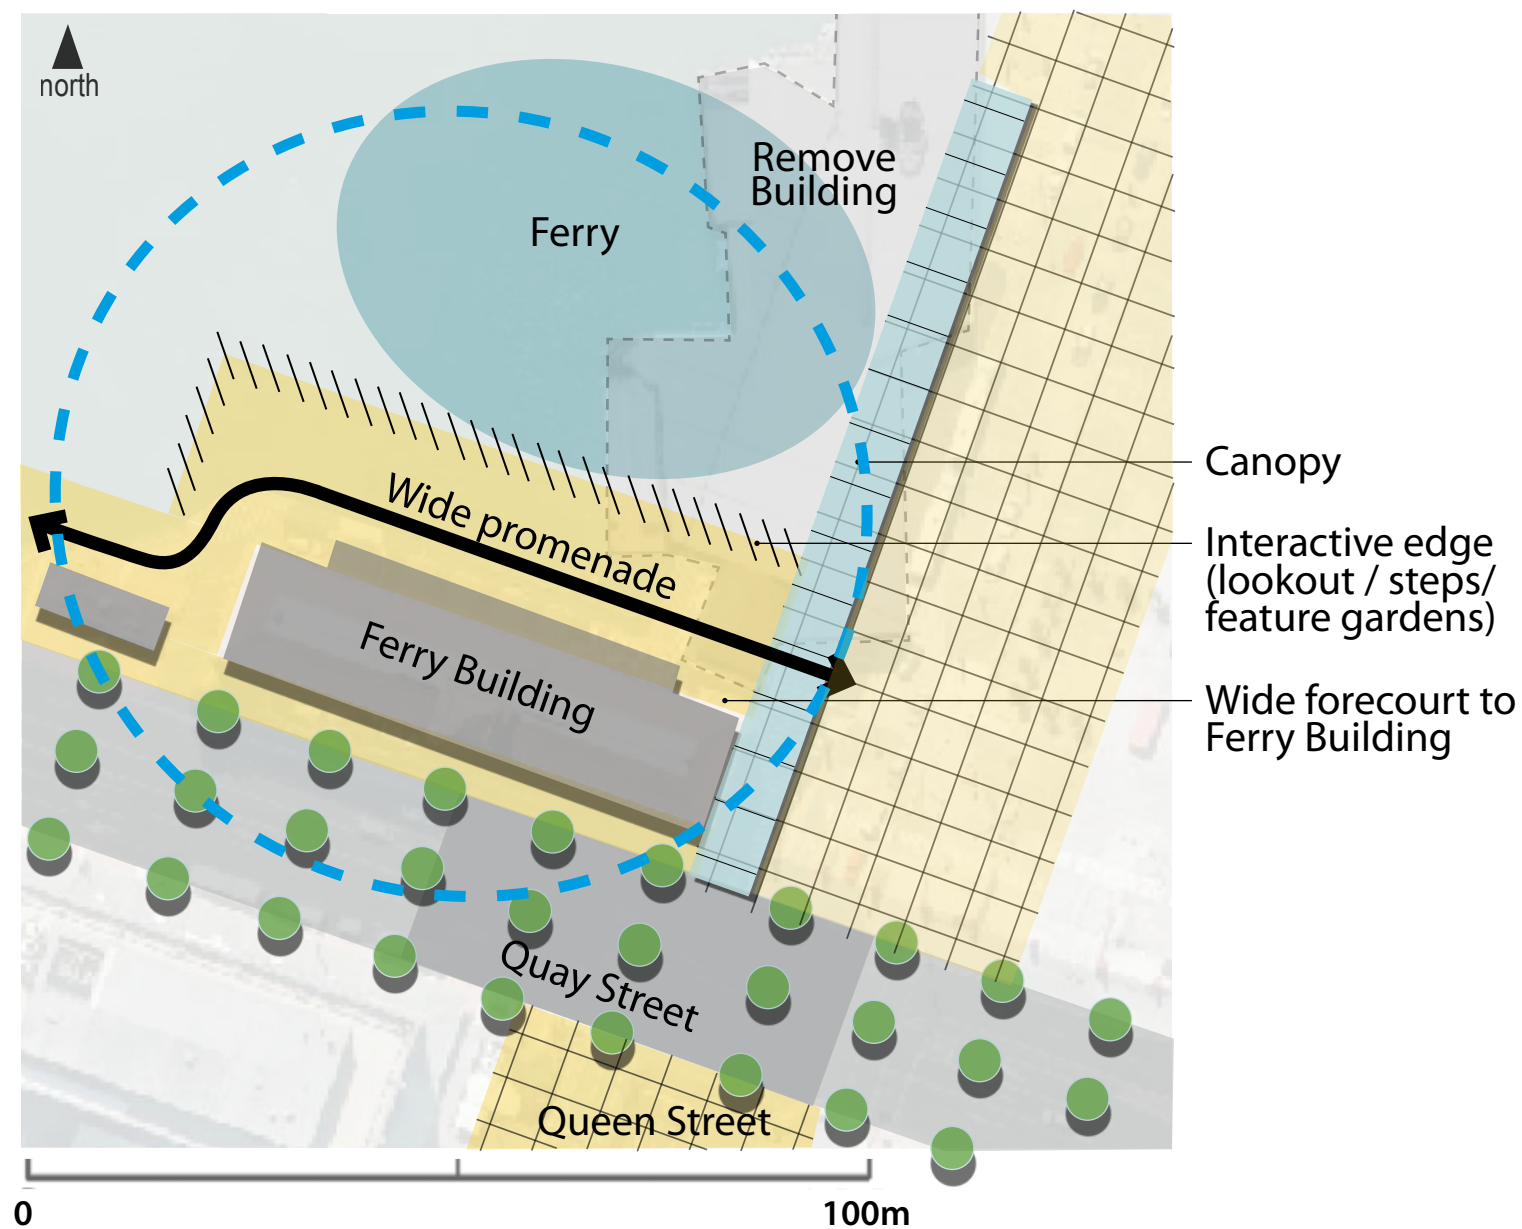 north
Remove
Building
Ferry
Canopy
Wide promenade
Interactive edge
(lookout / steps/
feature gardens)
Ferry Building
Wide forecourt to
Ferry Building
Quay Street
Queen Street
0
100m